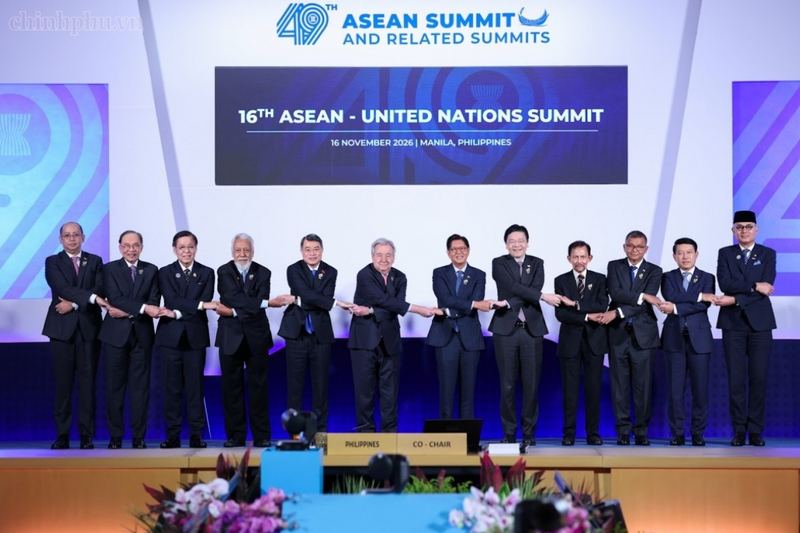 chinhphu.vn
49TH ASEAN SUMMIT
AND RELATED SUMMITS
16TH ASEAN - UNITED NATIONS SUMMIT
16 NOVEMBER 2026 | MANILA, PHILIPPINES
PHILIPPINES
CO - CHAIR